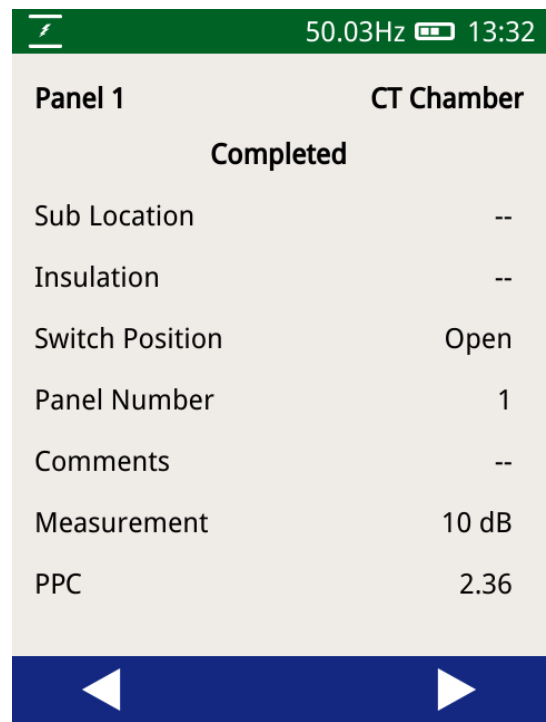 50.03Hz 13:32
Panel 1 CT Chamber
Completed
Sub Location --
Insulation --
Switch Position Open
Panel Number 1
Comments --
Measurement 10 dB
PPC 2.36